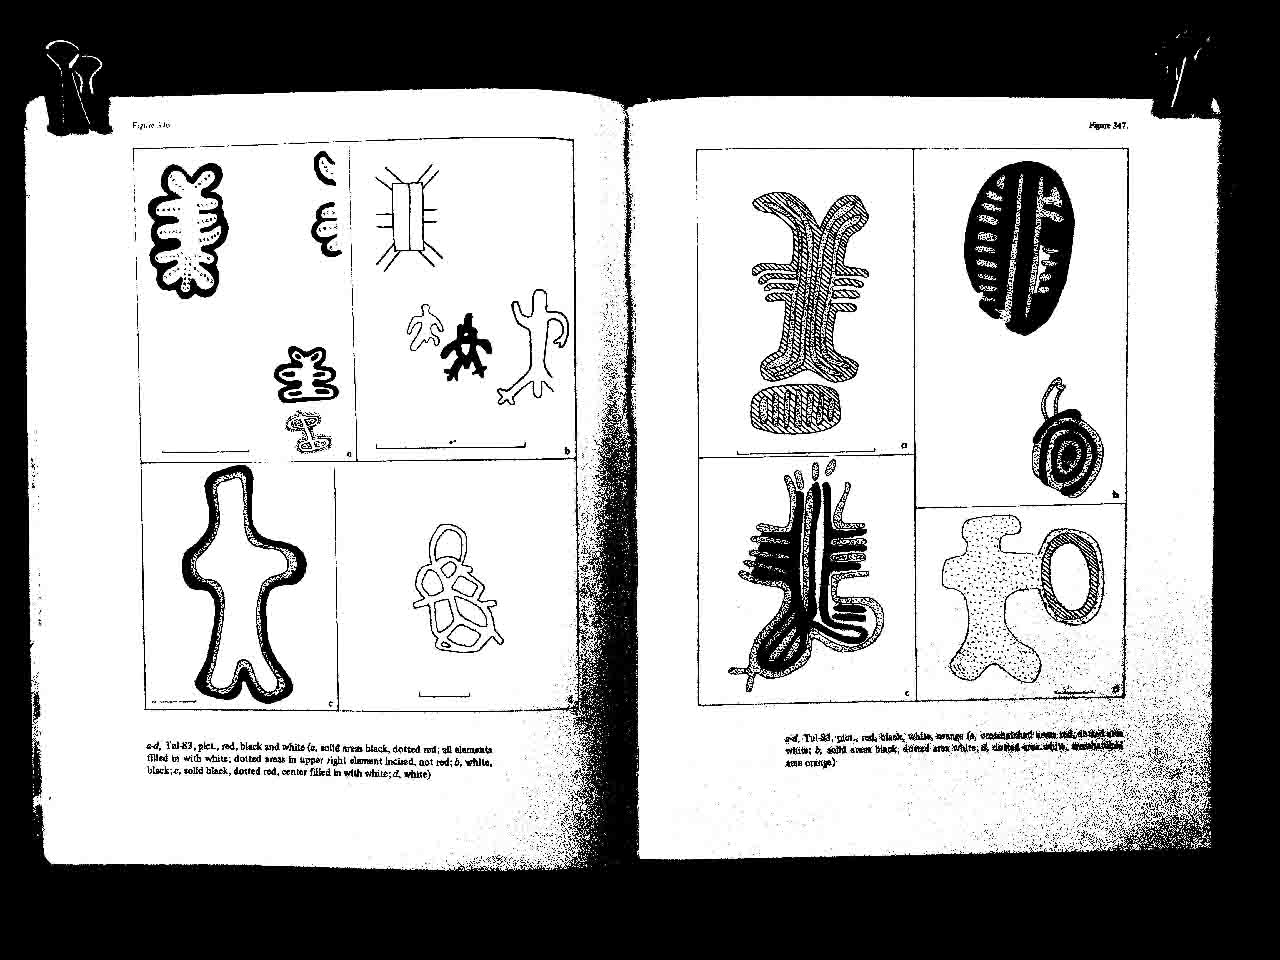 Figure 346
a
b
c
d
a-d, Tul-83, pict., red, black and white (a, solid areas black, dotted red; all elements
filled in with white; dotted areas in upper right element incised, not red; b, white,
black; c, solid black, dotted red, center filled in with white; d, white)
Figure 347.
a
b
c
d
a-d, Tul-83, pict., red, black, white, orange (a, crosshatched areas red, dotted area
white; b, solid areas black, dotted area white; d, dotted area white, crosshatched
area orange)